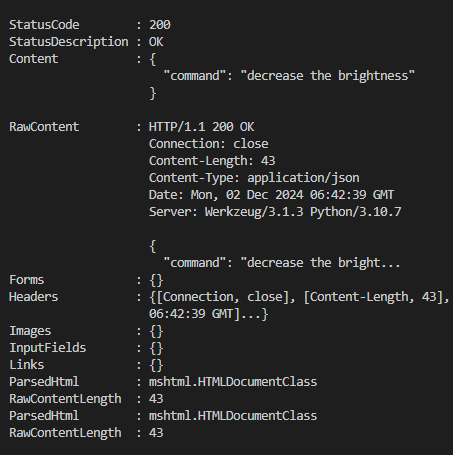 StatusCode        : 200
StatusDescription : OK
Content           : {
                      "command": "decrease the brightness"
                    }
RawContent        : HTTP/1.1 200 OK
                    Connection: close
                    Content-Length: 43
                    Content-Type: application/json
                    Date: Mon, 02 Dec 2024 06:42:39 GMT
                    Server: Werkzeug/3.1.3 Python/3.10.7
                    {
                      "command": "decrease the bright...
Forms             : {}
Headers           : {[Connection, close], [Content-Length, 43],
                    06:42:39 GMT]...}
Images            : {}
InputFields       : {}
Links             : {}
ParsedHtml        : mshtml.HTMLDocumentClass
RawContentLength  : 43
ParsedHtml        : mshtml.HTMLDocumentClass
RawContentLength  : 43